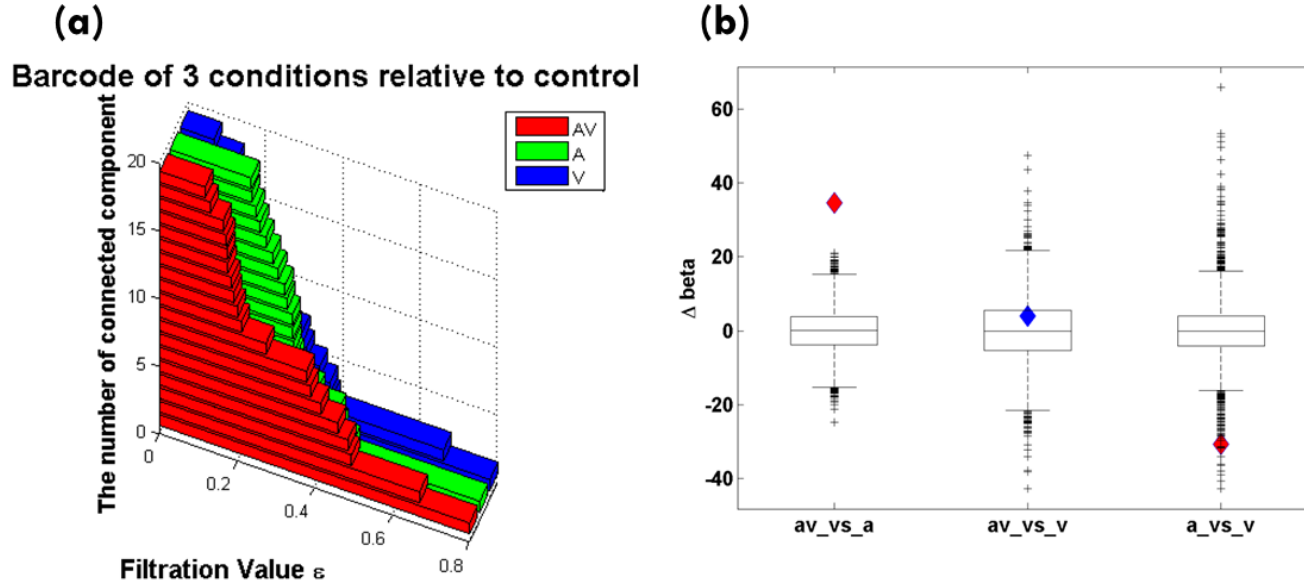 (a)
Barcode of 3 conditions relative to control
The number of connected component
20
15
10
5
0
0
0.2
0.4
0.6
0.8
Filtration Value ε
AV
A
V
(b)
Δ beta
60
40
20
0
-20
-40
av_vs_a
av_vs_v
a_vs_v